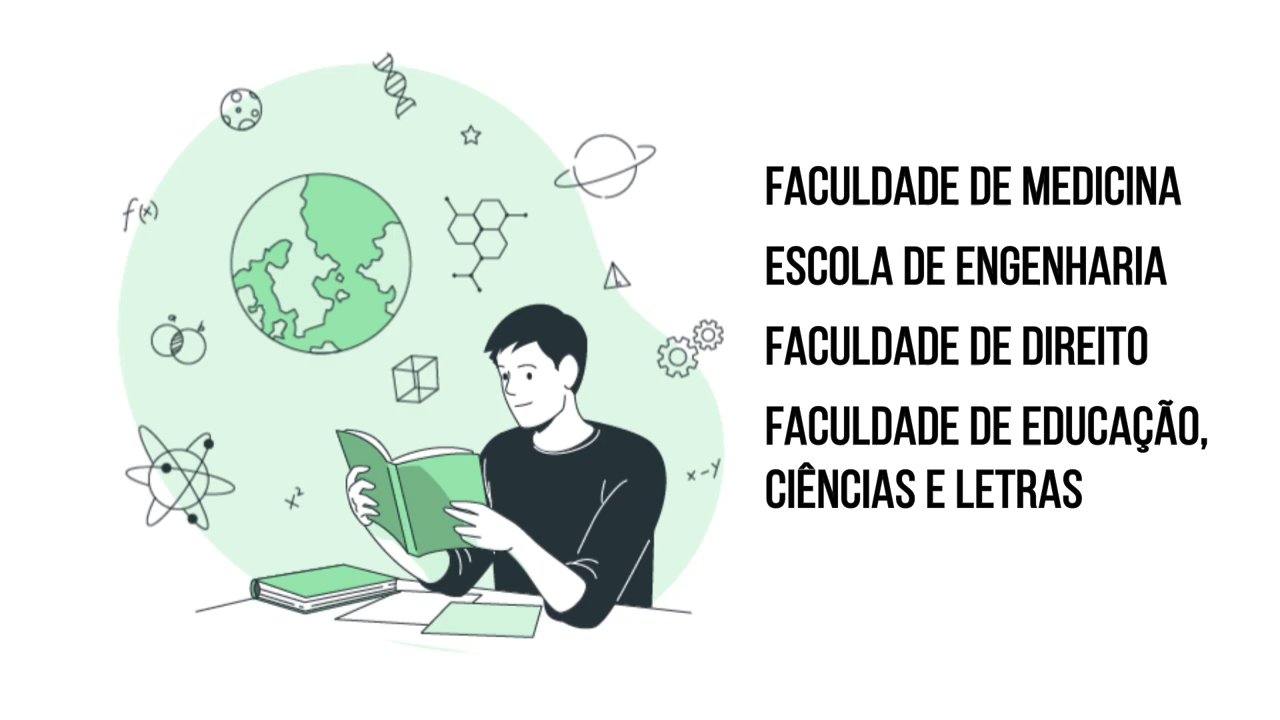 f(x)
a b
x²
x-y
FACULDADE DE MEDICINA
ESCOLA DE ENGENHARIA
FACULDADE DE DIREITO
FACULDADE DE EDUCAÇÃO,
CIÊNCIAS E LETRAS